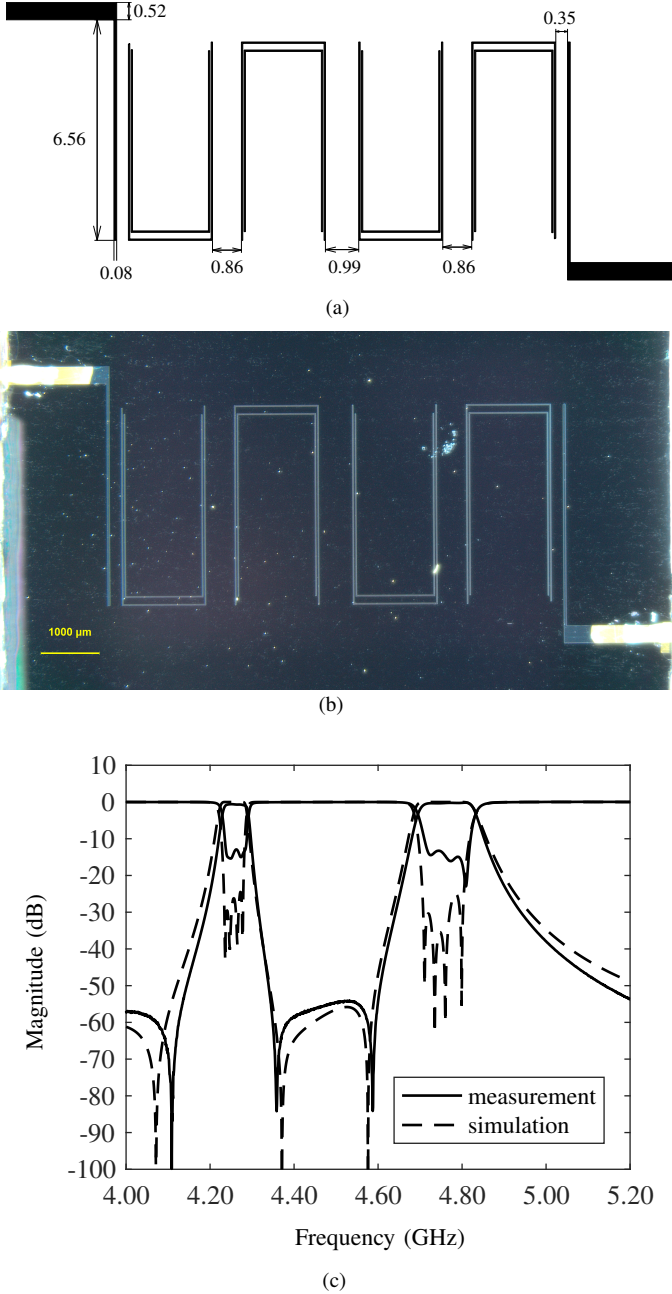 0.52
0.35
6.56
0.08
0.86
0.99
0.86
(a)
1000 µm
(b)
10
0
-10
-20
-30
-40
-50
-60
-70
-80
-90
-100
Magnitude (dB)
measurement
simulation
4.00 4.20 4.40 4.60 4.80 5.00 5.20
Frequency (GHz)
(c)